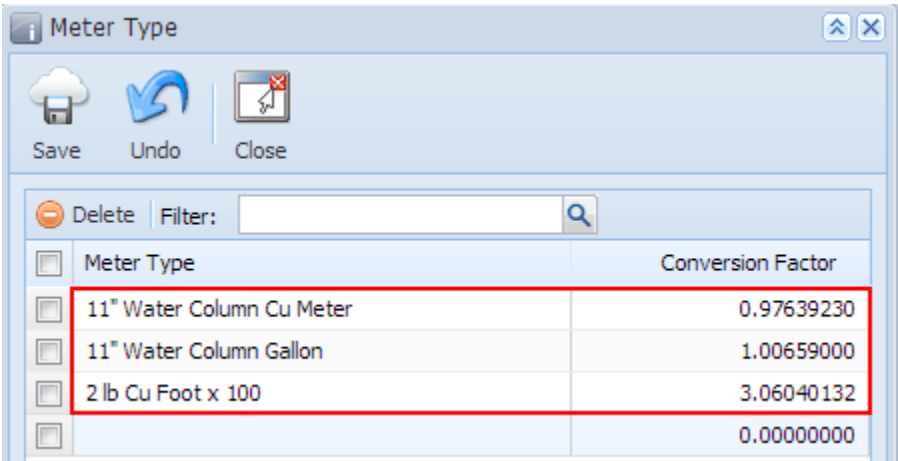 Meter Type
Save Undo Close
Delete Filter:
Meter Type Conversion Factor
11" Water Column Cu Meter 0.97639230
11" Water Column Gallon 1.00659000
2 lb Cu Foot x 100 3.06040132
0.00000000